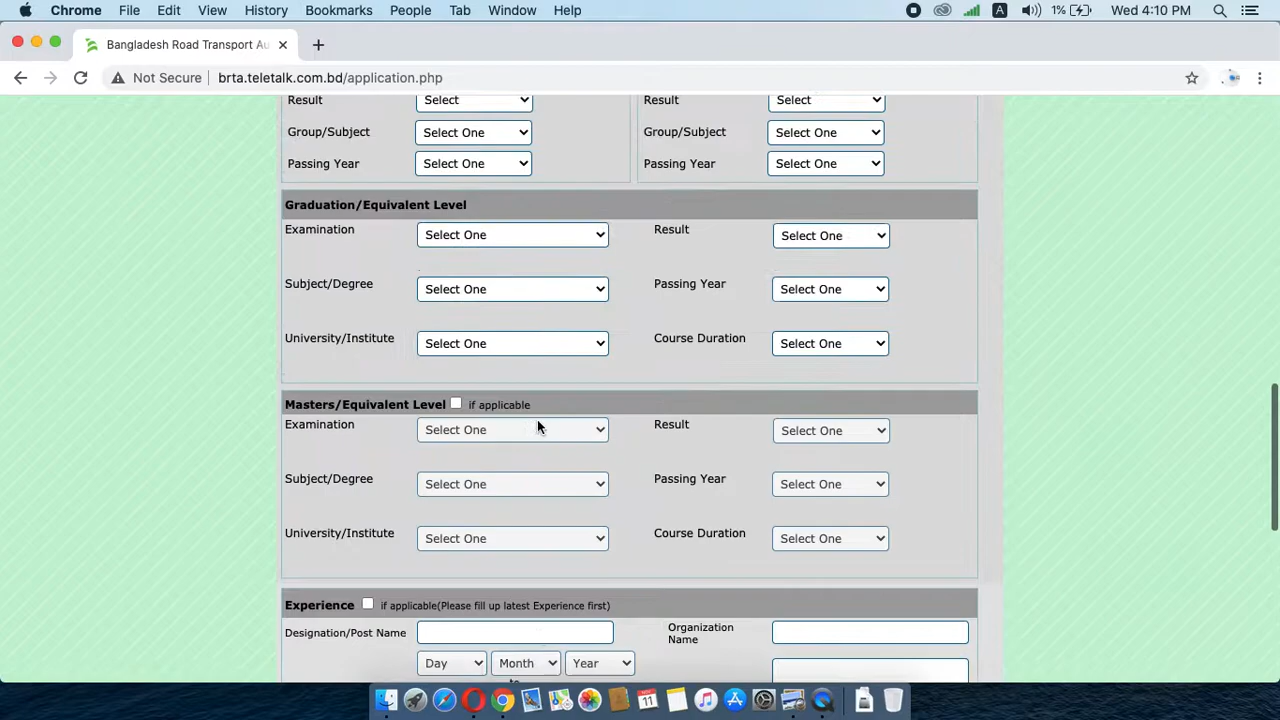 Chrome File Edit View History Bookmarks People Tab Window Help A 1% Wed 4:10 PM
Bangladesh Road Transport Au
Not Secure brta.teletalk.com.bd/application.php
Result Select Result Select
Group/Subject Select One Group/Subject Select One
Passing Year Select One Passing Year Select One
Graduation/Equivalent Level
Examination Select One Result Select One
Subject/Degree Select One Passing Year Select One
University/Institute Select One Course Duration Select One
Masters/Equivalent Level if applicable
Examination Select One Result Select One
Subject/Degree Select One Passing Year Select One
University/Institute Select One Course Duration Select One
Experience if applicable(Please fill up latest Experience first)
Designation/Post Name Organization Name
Day Month Year
to